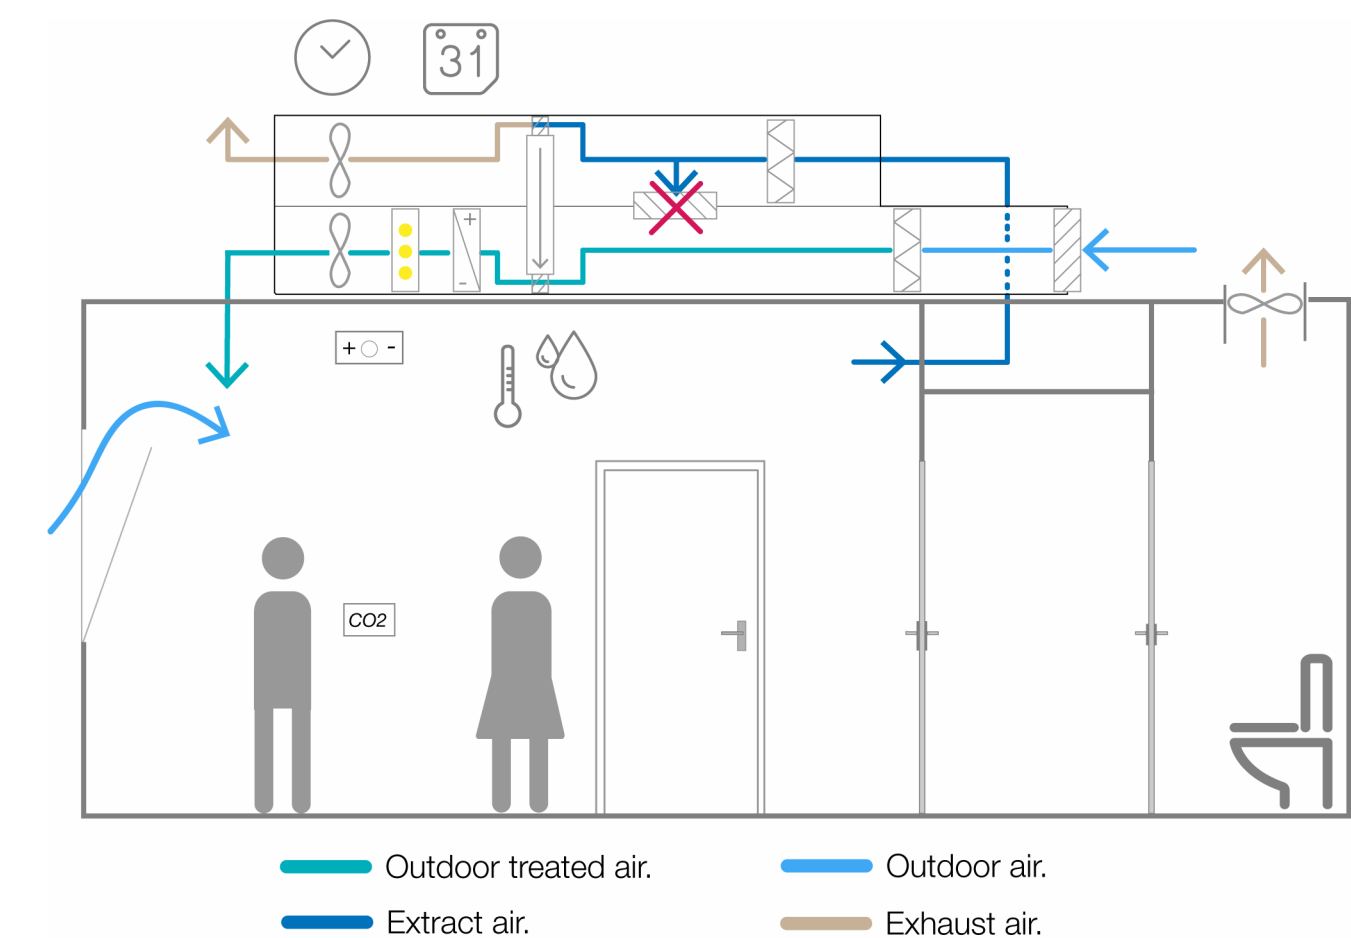 31
+
-
+ -
CO2
Outdoor treated air.
Outdoor air.
Extract air.
Exhaust air.